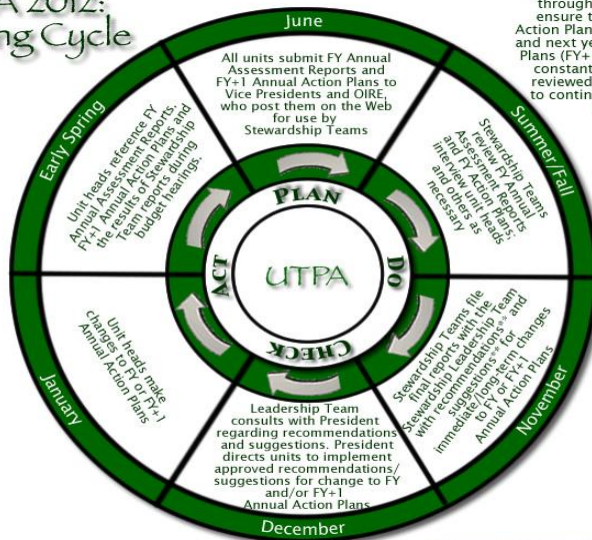 A 2012:
ng Cycle
through
ensure t
Action Plan
and next ye
Plans (FY+
constant
reviewed
to contin
June
All units submit FY Annual
Assessment Reports and
FY+1 Annual Action Plans to
Vice Presidents and OIRE,
who post them on the Web
for use by
Stewardship Teams
Summer/Fall
Stewardship Teams
review FY Annual
Assessment Reports
and FY Action Plans;
interview unit heads
and others as
necessary
November
Stewardship Teams file
final reports with the
Stewardship Leadership Team
with recommendations** and
suggestions** for
immediate/long-term changes
to FY or FY+1
Annual Action Plans
December
Leadership Team
consults with President
regarding recommendations
and suggestions. President
directs units to implement
approved recommendations/
suggestions for change to FY
and/or FY+1
Annual Action Plans
January
Unit heads make
changes to FY or FY+1
Annual Action Plans
Early Spring
Unit heads reference FY
Annual Assessment Reports,
FY+1 Annual Action Plans and
the results of Stewardship
Team reports during
budget hearings.
PLAN
DO
CHECK
ACT
UTPA